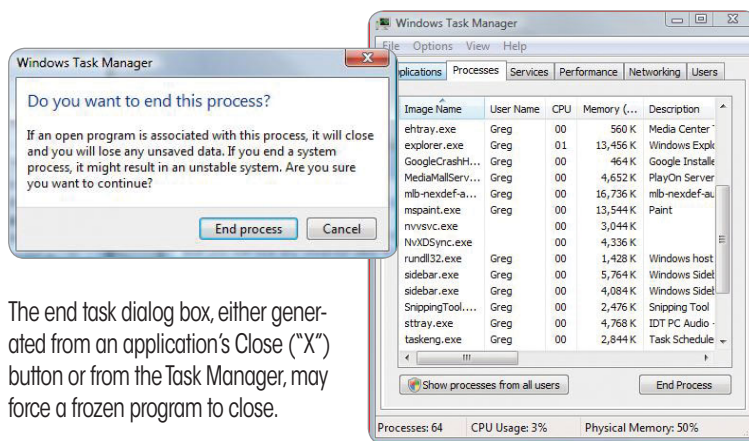 Windows Task Manager
Do you want to end this process?
If an open program is associated with this process, it will close
and you will lose any unsaved data. If you end a system
process, it might result in an unstable system. Are you sure
you want to continue?
End process Cancel
The end task dialog box, either gener-
ated from an application's Close ("X")
button or from the Task Manager, may
force a frozen program to close.
Windows Task Manager
File Options View Help
plications Processes Services Performance Networking Users
Image Name User Name CPU Memory (... Description
ehtray.exe Greg 00 560 K Media Center
explorer.exe Greg 01 13,456 K Windows Explo
GoogleCrashH... Greg 00 464 K Google Installe
MediaMallServ... Greg 00 4,652 K PlayOn Server
mlb-nexdef-a... Greg 00 16,736 K mlb-nexdef-au
mspaint.exe Greg 00 13,544 K Paint
nvvsvc.exe 00 3,044 K
NvXDSync.exe 00 4,336 K
rundll32.exe Greg 00 1,428 K Windows host
sidebar.exe Greg 00 5,764 K Windows Sidel
sidebar.exe Greg 00 4,084 K Windows Sidel
SnippingTool.... Greg 00 2,476 K Snipping Tool
sttray.exe Greg 00 4,768 K IDT PC Audio -
taskeng.exe Greg 00 2,844 K Task Schedule
Show processes from all users End Process
Processes: 64 CPU Usage: 3% Physical Memory: 50%